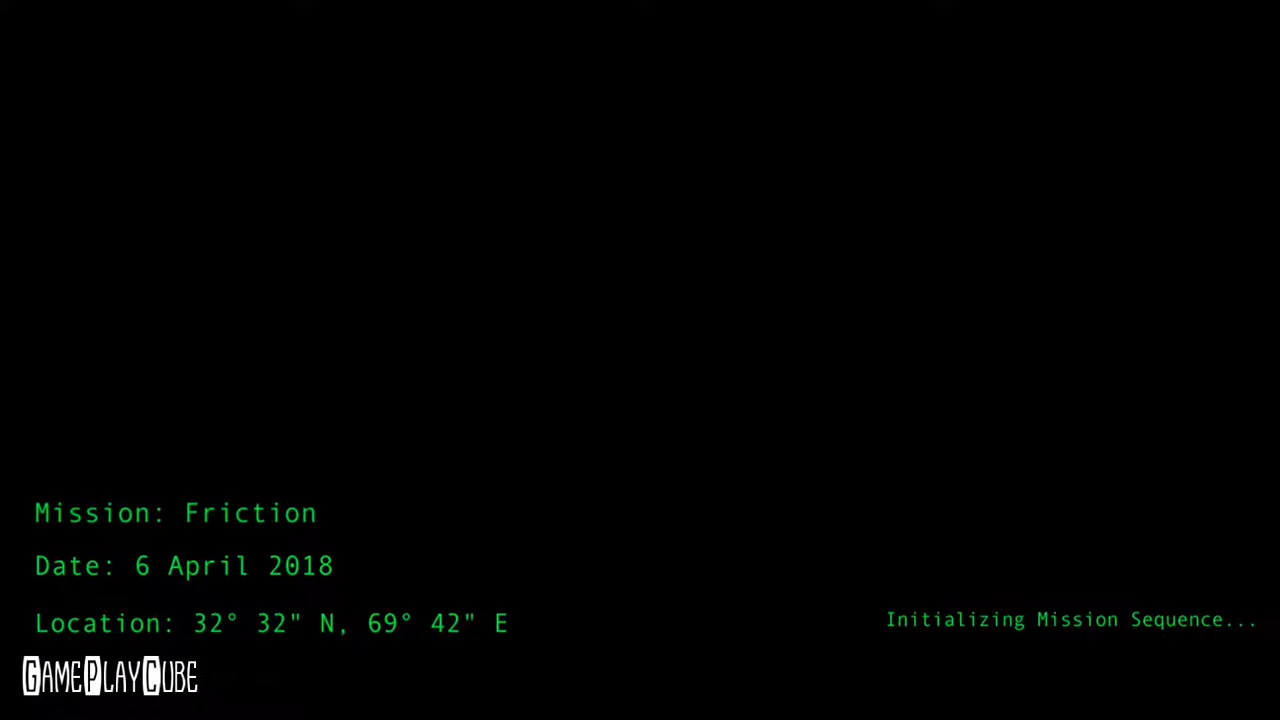 Mission: Friction
Date: 6 April 2018
Location: 32° 32" N, 69° 42" E
Initializing Mission Sequence...
GAMEPLAYCUBE